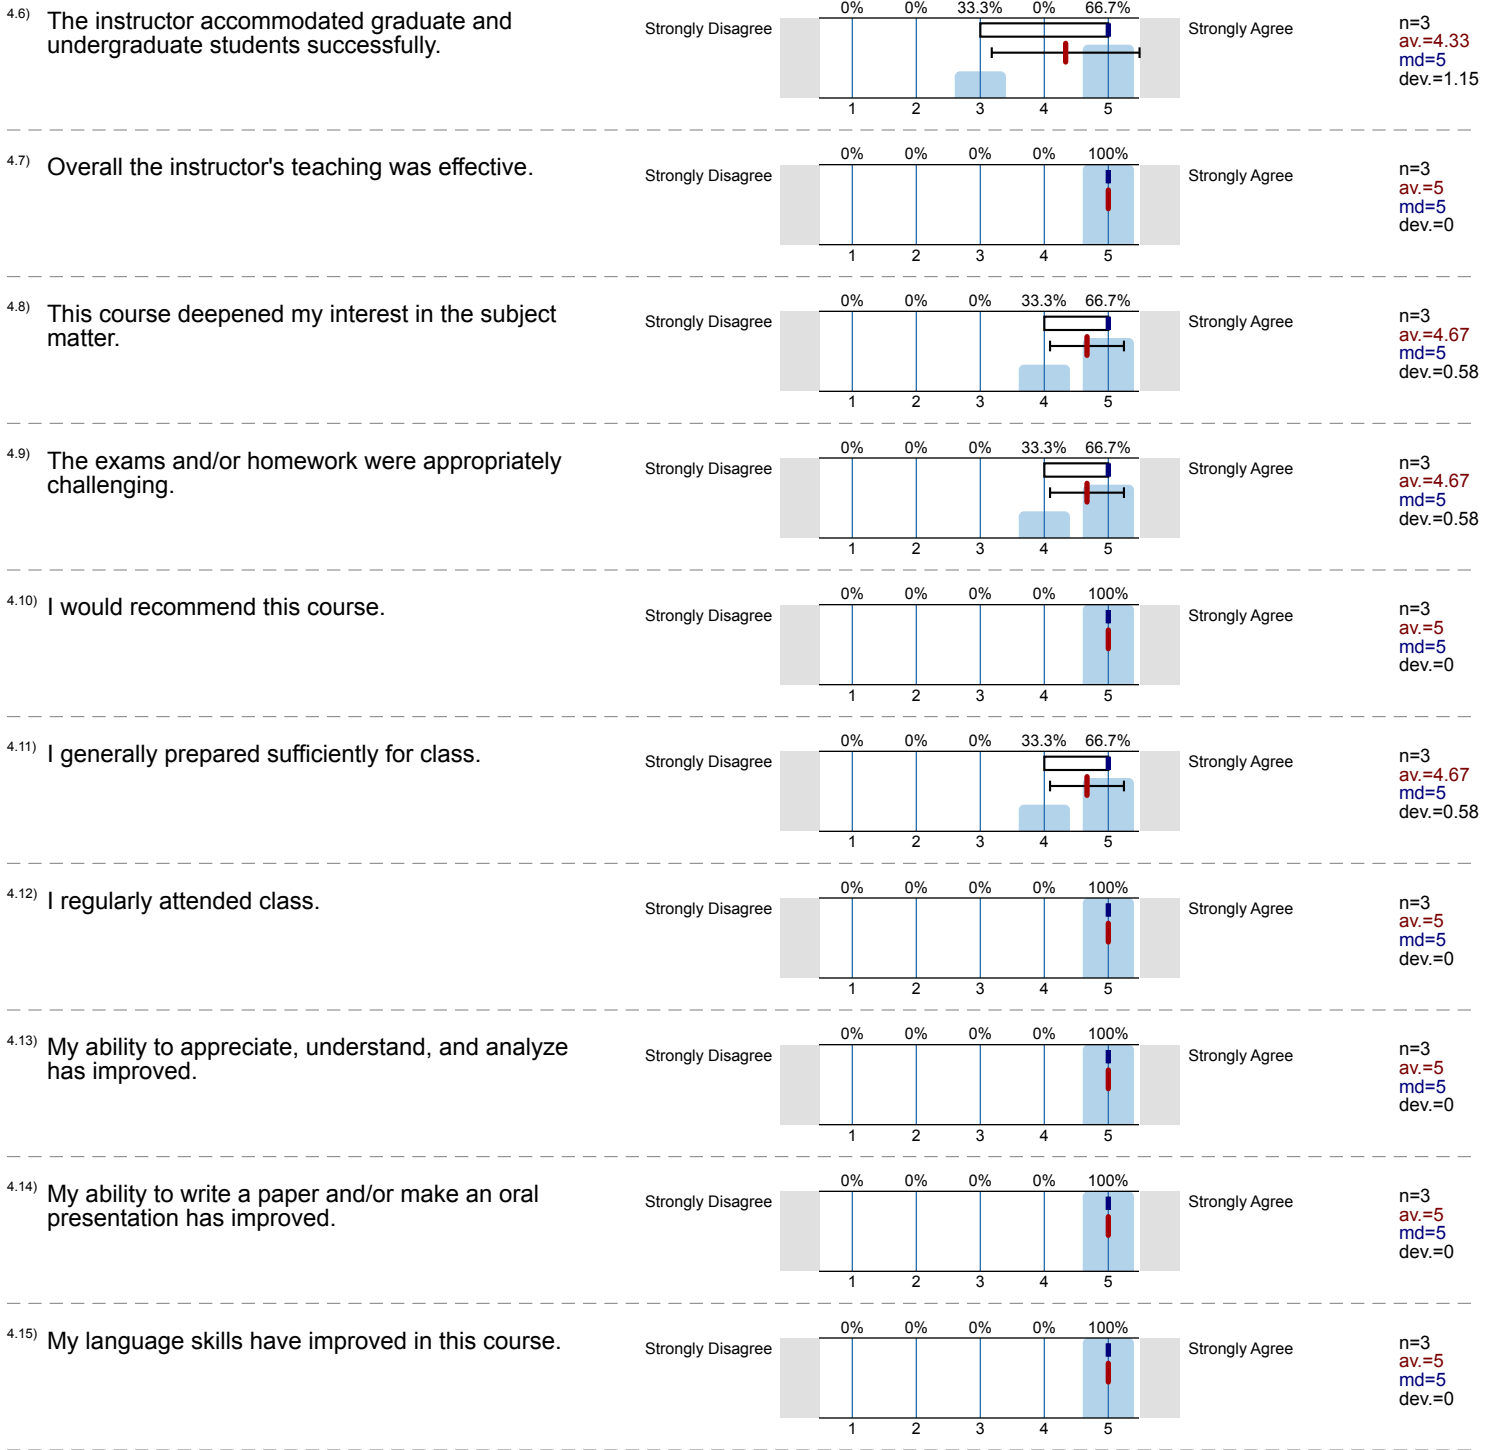 4.6) The instructor accommodated graduate and
undergraduate students successfully.
Strongly Disagree
0% 0% 33.3% 0% 66.7%
1 2 3 4 5
Strongly Agree
n=3
av.=4.33
md=5
dev.=1.15
4.7) Overall the instructor's teaching was effective.
Strongly Disagree
0% 0% 0% 0% 100%
1 2 3 4 5
Strongly Agree
n=3
av.=5
md=5
dev.=0
4.8) This course deepened my interest in the subject
matter.
Strongly Disagree
0% 0% 0% 33.3% 66.7%
1 2 3 4 5
Strongly Agree
n=3
av.=4.67
md=5
dev.=0.58
4.9) The exams and/or homework were appropriately
challenging.
Strongly Disagree
0% 0% 0% 33.3% 66.7%
1 2 3 4 5
Strongly Agree
n=3
av.=4.67
md=5
dev.=0.58
4.10) I would recommend this course.
Strongly Disagree
0% 0% 0% 0% 100%
1 2 3 4 5
Strongly Agree
n=3
av.=5
md=5
dev.=0
4.11) I generally prepared sufficiently for class.
Strongly Disagree
0% 0% 0% 33.3% 66.7%
1 2 3 4 5
Strongly Agree
n=3
av.=4.67
md=5
dev.=0.58
4.12) I regularly attended class.
Strongly Disagree
0% 0% 0% 0% 100%
1 2 3 4 5
Strongly Agree
n=3
av.=5
md=5
dev.=0
4.13) My ability to appreciate, understand, and analyze
has improved.
Strongly Disagree
0% 0% 0% 0% 100%
1 2 3 4 5
Strongly Agree
n=3
av.=5
md=5
dev.=0
4.14) My ability to write a paper and/or make an oral
presentation has improved.
Strongly Disagree
0% 0% 0% 0% 100%
1 2 3 4 5
Strongly Agree
n=3
av.=5
md=5
dev.=0
4.15) My language skills have improved in this course.
Strongly Disagree
0% 0% 0% 0% 100%
1 2 3 4 5
Strongly Agree
n=3
av.=5
md=5
dev.=0